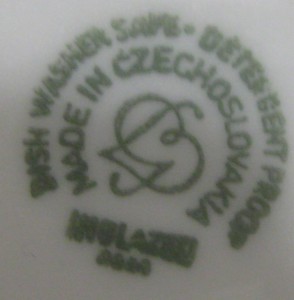 DISH WASHER SAFE - DETERGENT PROOF
MADE IN CZECHOSLOVAKIA
INGLAZED